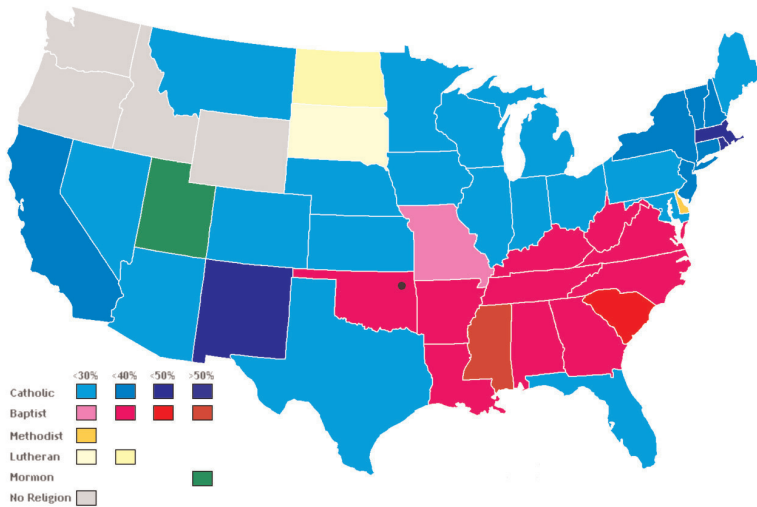 <30% <40% <50% >50%
Catholic
Baptist
Methodist
Lutheran
Mormon
No Religion